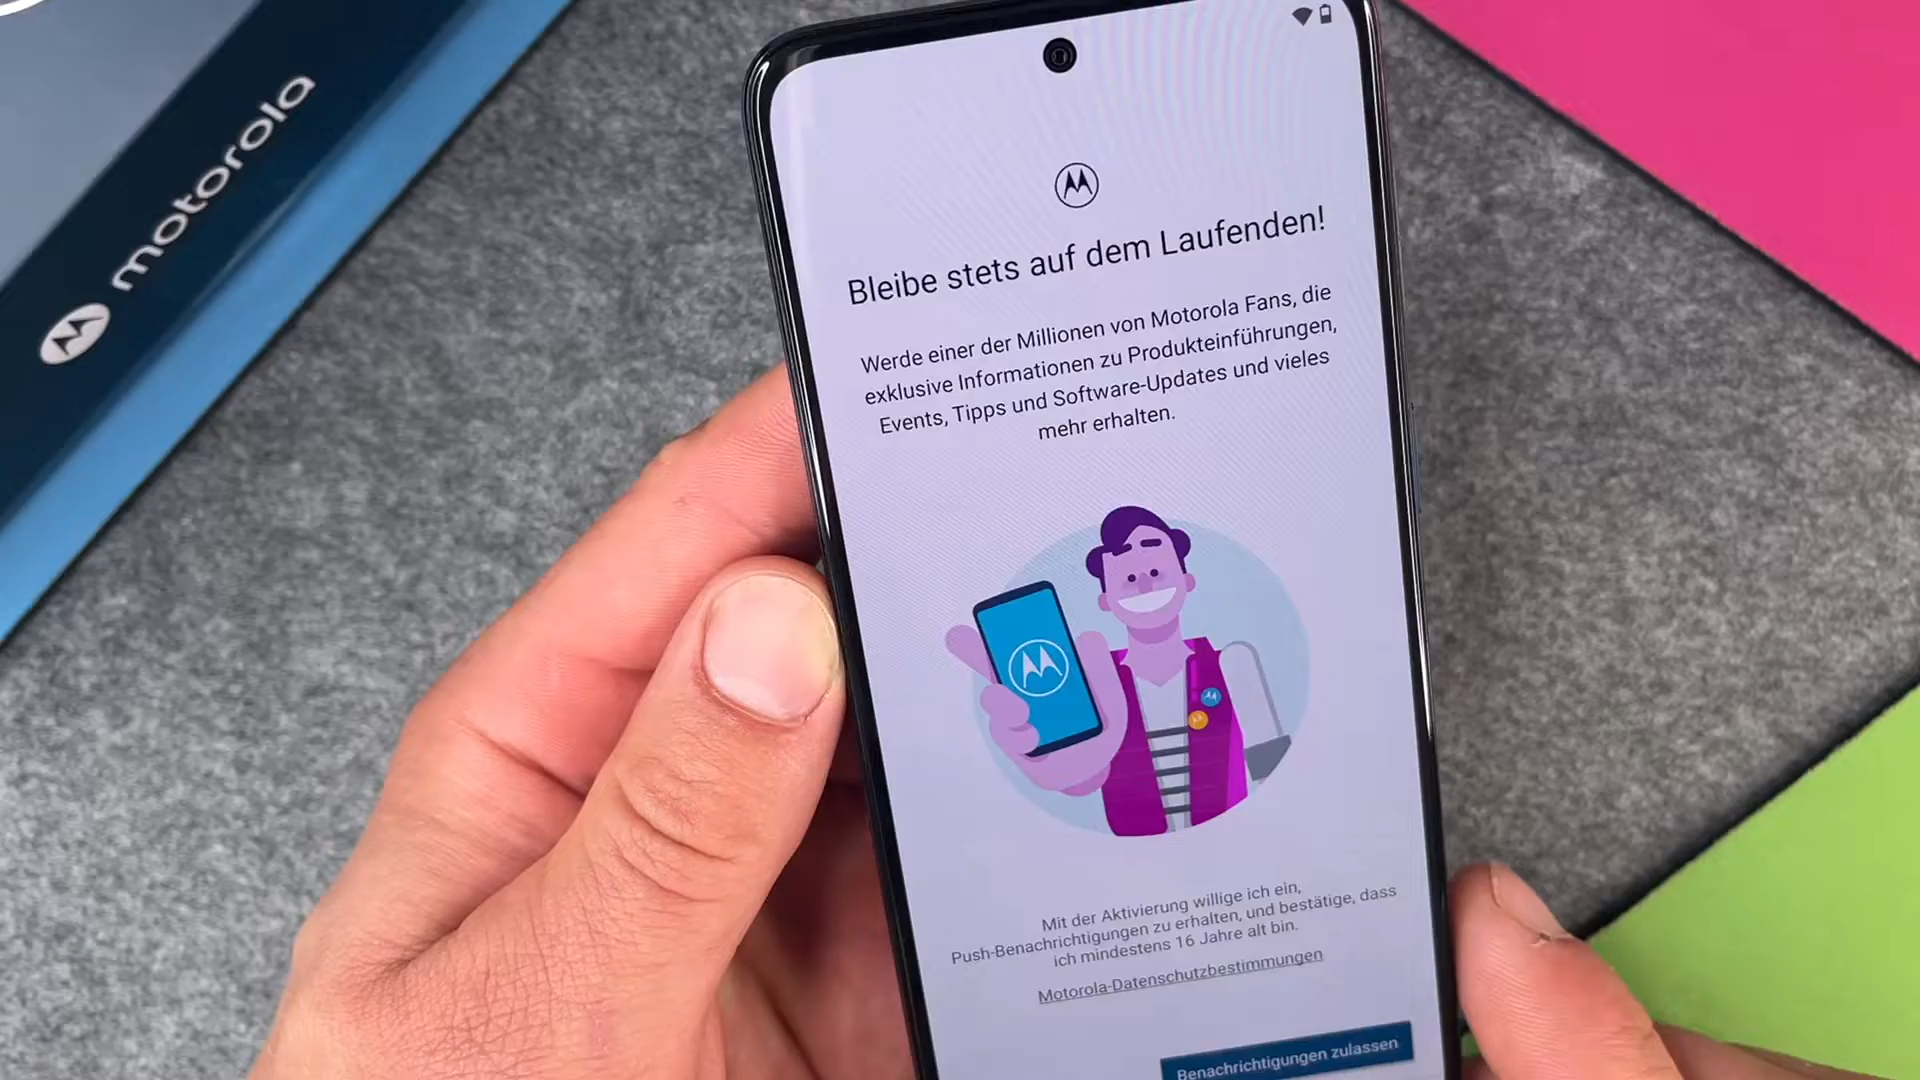 motorola
Bleibe stets auf dem Laufenden!
Werde einer der Millionen von Motorola Fans, die
exklusive Informationen zu Produkteinführungen,
Events, Tipps und Software-Updates und vieles
mehr erhalten.
Mit der Aktivierung willige ich ein,
Push-Benachrichtigungen zu erhalten, und bestätige, dass
ich mindestens 16 Jahre alt bin.
Motorola-Datenschutzbestimmungen
Benachrichtigungen zulassen